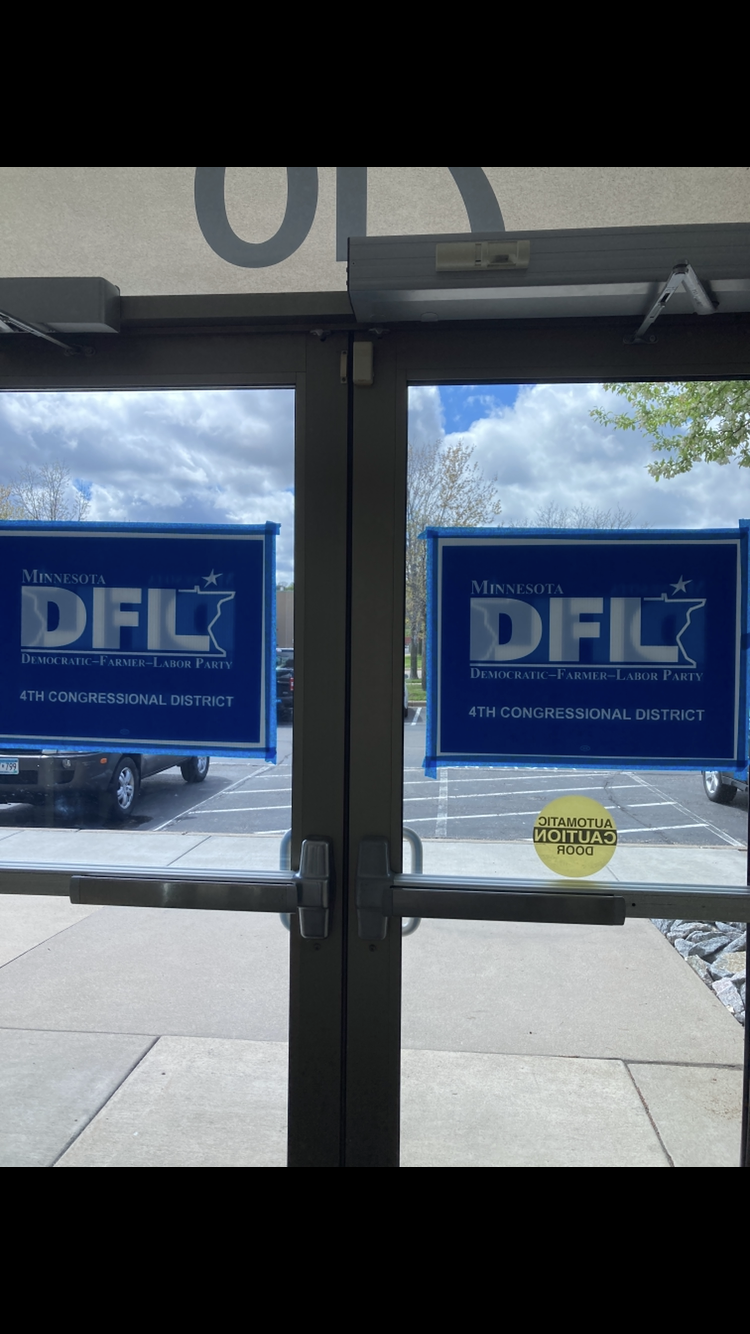 MINNESOTA
DFL
DEMOCRATIC–FARMER–LABOR PARTY
4TH CONGRESSIONAL DISTRICT
MINNESOTA
DFL
DEMOCRATIC–FARMER–LABOR PARTY
4TH CONGRESSIONAL DISTRICT
AUTOMATIC
CAUTION
DOOR